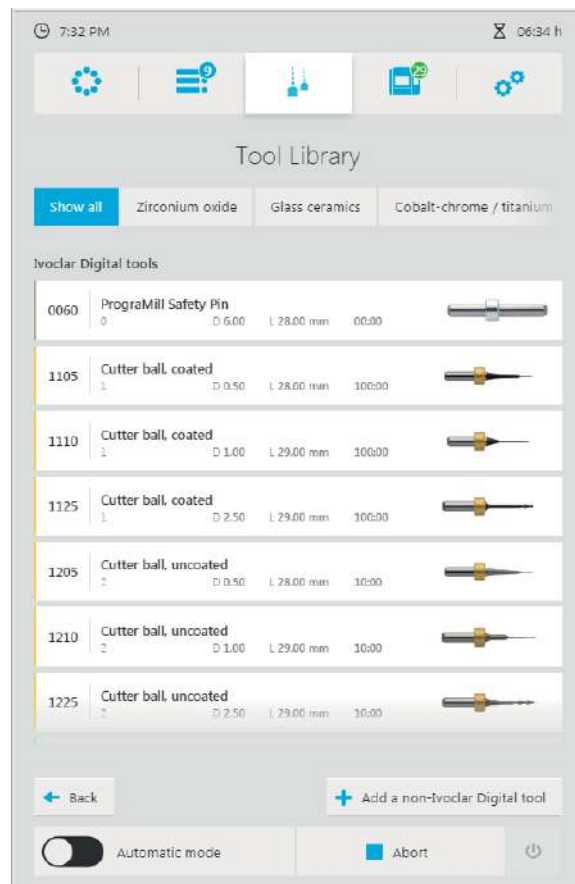 7:32 PM 06:34 h
9 29
Tool Library
Show all Zirconium oxide Glass ceramics Cobalt-chrome / titanium
Ivoclar Digital tools
0060 PrograMill Safety Pin
0 D 6.00 L 28.00 mm 00:00
1105 Cutter ball, coated
1 D 0.50 L 28.00 mm 100:00
1110 Cutter ball, coated
1 D 1.00 L 29.00 mm 100:00
1125 Cutter ball, coated
1 D 2.50 L 29.00 mm 100:00
1205 Cutter ball, uncoated
2 D 0.50 L 28.00 mm 10:00
1210 Cutter ball, uncoated
2 D 1.00 L 29.00 mm 10:00
1225 Cutter ball, uncoated
2 D 2.50 L 29.00 mm 10:00
Back Add a non-Ivoclar Digital tool
Automatic mode Abort